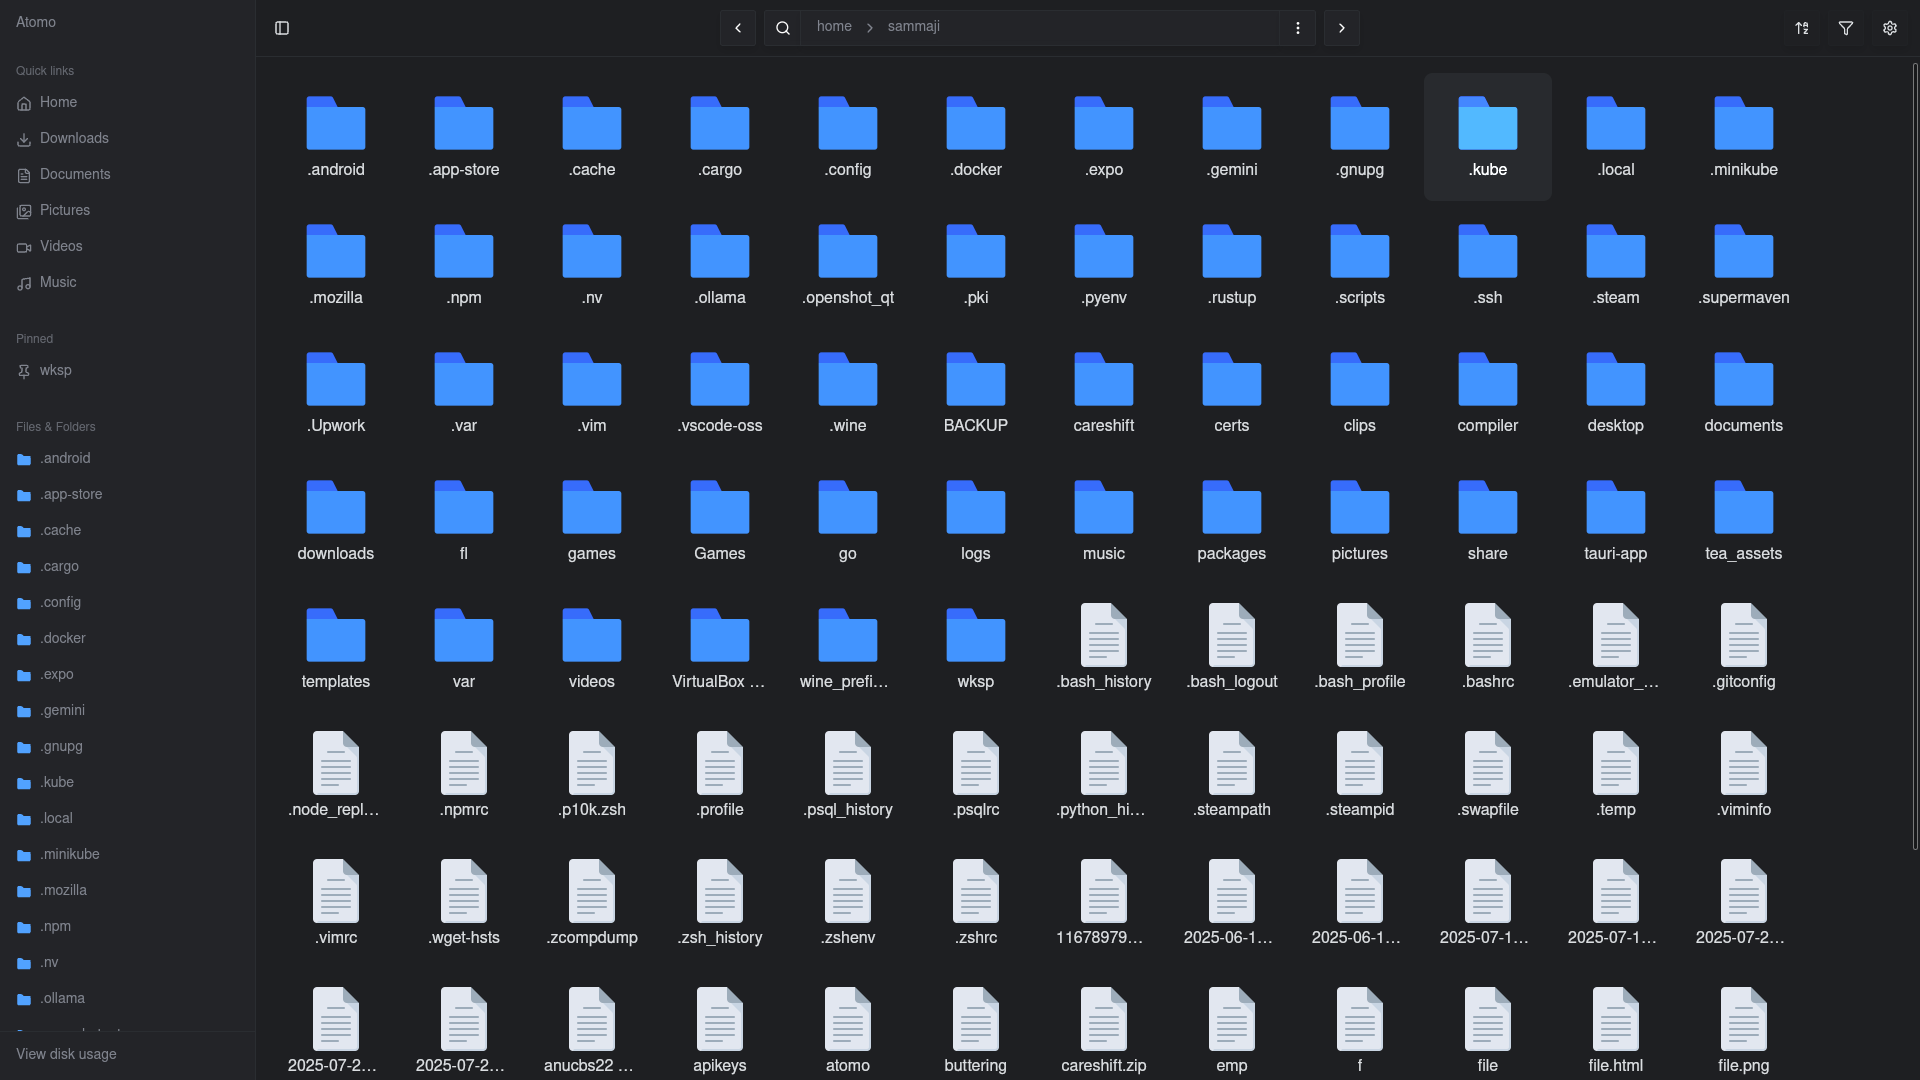 Atomo
Quick links
Home
Downloads
Documents
Pictures
Videos
Music
Pinned
wksp
Files & Folders
.android
.app-store
.cache
.cargo
.config
.docker
.expo
.gemini
.gnupg
.kube
.local
.minikube
.mozilla
.npm
.nv
.ollama
View disk usage
home
sammaji
.android
.app-store
.cache
.cargo
.config
.docker
.expo
.gemini
.gnupg
.kube
.local
.minikube
.mozilla
.npm
.nv
.ollama
.openshot_qt
.pki
.pyenv
.rustup
.scripts
.ssh
.steam
.supermaven
.Upwork
.var
.vim
.vscode-oss
.wine
BACKUP
careshift
certs
clips
compiler
desktop
documents
downloads
fl
games
Games
go
logs
music
packages
pictures
share
tauri-app
tea_assets
templates
var
videos
VirtualBox ...
wine_prefi...
wksp
.bash_history
.bash_logout
.bash_profile
.bashrc
.emulator_...
.gitconfig
.node_repl...
.npmrc
.p10k.zsh
.profile
.psql_history
.psqlrc
.python_hi...
.steampath
.steampid
.swapfile
.temp
.viminfo
.vimrc
.wget-hsts
.zcompdump
.zsh_history
.zshenv
.zshrc
11678979...
2025-06-1...
2025-06-1...
2025-07-1...
2025-07-1...
2025-07-2...
2025-07-2...
2025-07-2...
anucbs22 ...
apikeys
atomo
buttering
careshift.zip
emp
f
file
file.html
file.png